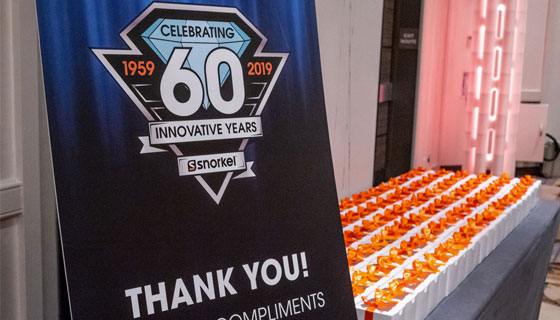 CELEBRATING
1959 60 2019
INNOVATIVE YEARS
snorkel
THANK YOU!
COMPLIMENTS